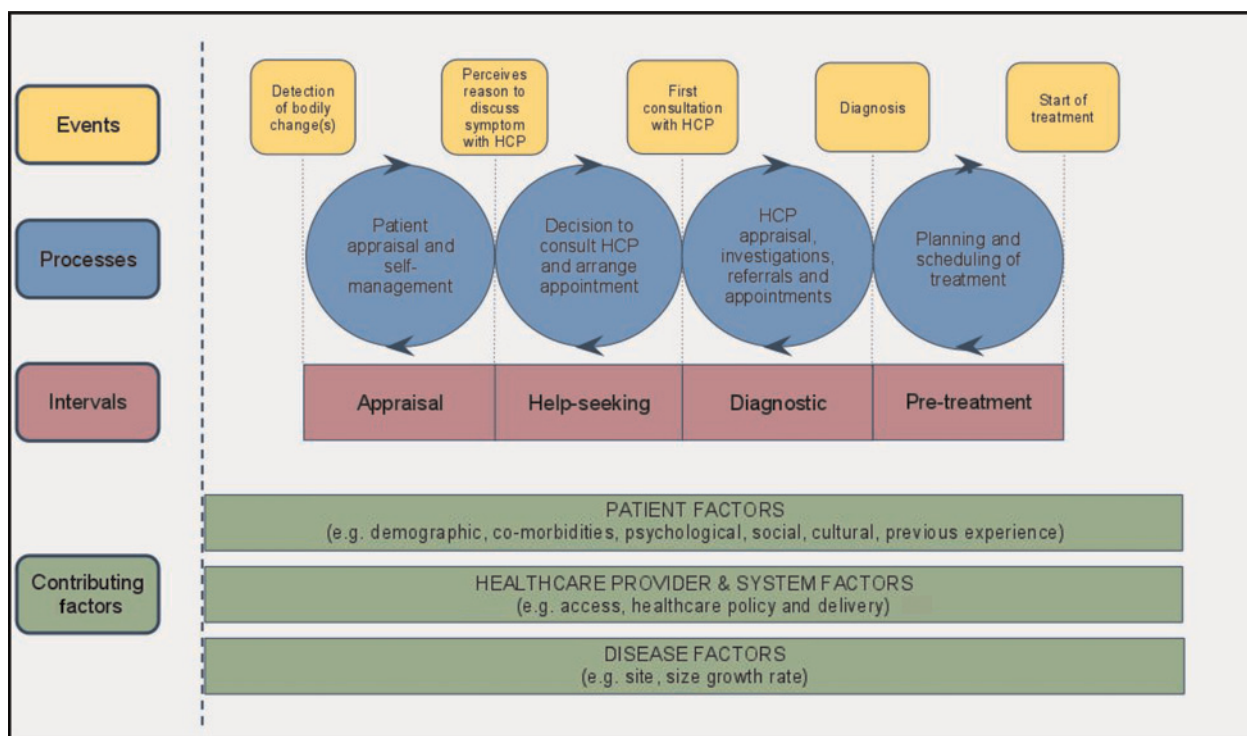 Events
Detection
of bodily
change(s)
Perceives
reason to
discuss
symptom
with HCP
First
consultation
with HCP
Diagnosis
Start of
treatment
Processes
Patient
appraisal and
self-
management
Decision to
consult HCP
and arrange
appointment
HCP
appraisal,
investigations,
referrals and
appointments
Planning and
scheduling of
treatment
Intervals
Appraisal
Help-seeking
Diagnostic
Pre-treatment
Contributing
factors
PATIENT FACTORS
(e.g. demographic, co-morbidities, psychological, social, cultural, previous experience)
HEALTHCARE PROVIDER & SYSTEM FACTORS
(e.g. access, healthcare policy and delivery)
DISEASE FACTORS
(e.g. site, size growth rate)